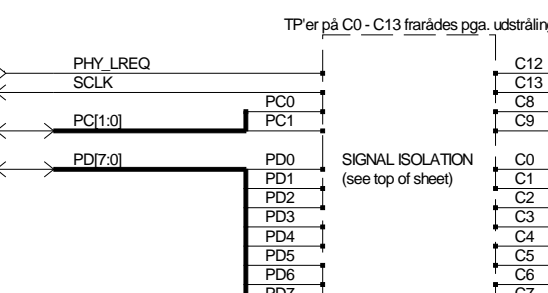 TP'er på C0 - C13 frarådes pga.
PHY_LREQ C12
SCLK C13
PC0 C8
PC[1:0] PC1 C9
PD[7:0] PD0 SIGNAL ISOLATION C0
PD1 (see top of sheet) C1
PD2 C2
PD3 C3
PD4 C4
PD5 C5
PD6 C6
PD7 C7